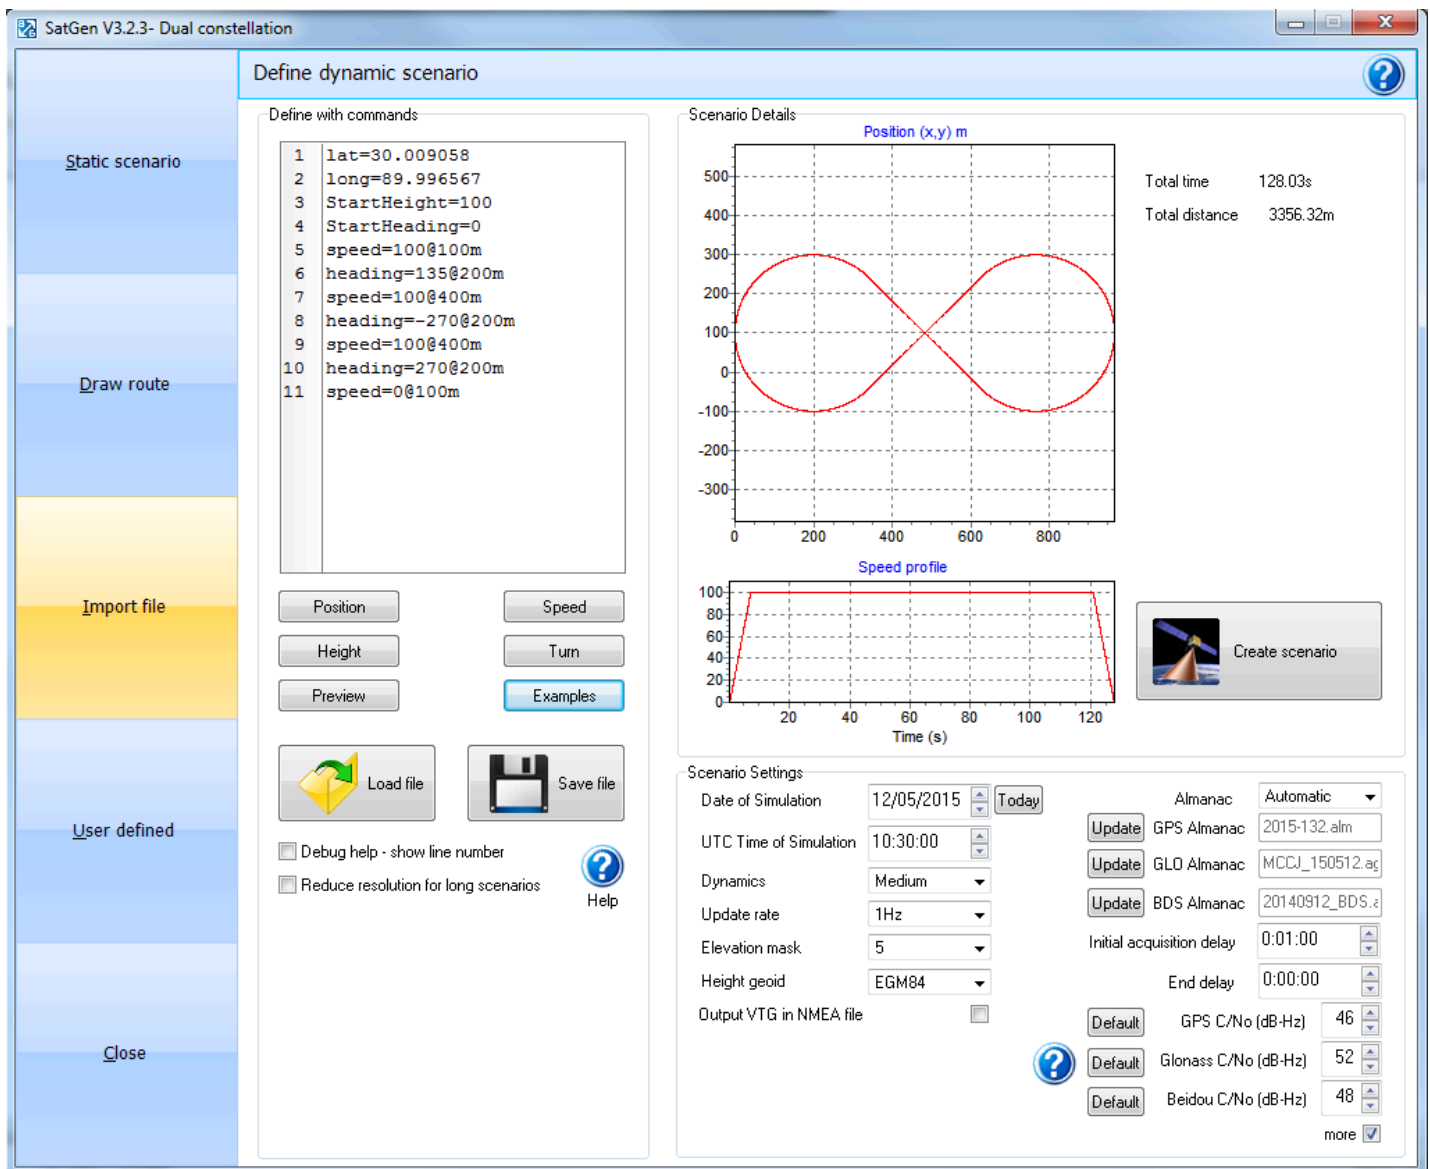 SatGen V3.2.3- Dual constellation
Define dynamic scenario
Static scenario
Draw route
Import file
User defined
Close
Define with commands
1 lat=30.009058
2 long=89.996567
3 StartHeight=100
4 StartHeading=0
5 speed=100@100m
6 heading=135@200m
7 speed=100@400m
8 heading=-270@200m
9 speed=100@400m
10 heading=270@200m
11 speed=0@100m
Position Speed
Height Turn
Preview Examples
Load file Save file
Debug help - show line number
Reduce resolution for long scenarios
Help
Scenario Details
Position (x,y) m
500
400
300
200
100
0
-100
-200
-300
0 200 400 600 800
Total time 128.03s
Total distance 3356.32m
Speed profile
100
80
60
40
20
0
20 40 60 80 100 120
Time (s)
Create scenario
Scenario Settings
Date of Simulation 12/05/2015 Today
UTC Time of Simulation 10:30:00
Dynamics Medium
Update rate 1Hz
Elevation mask 5
Height geoid EGM84
Output VTG in NMEA file
Almanac Automatic
Update GPS Almanac 2015-132.alm
Update GLO Almanac MCCJ_150512.ag
Update BDS Almanac 20140912_BDS.a
Initial acquisition delay 0:01:00
End delay 0:00:00
Default GPS C/No (dB-Hz) 46
Default Glonass C/No (dB-Hz) 52
Default Beidou C/No (dB-Hz) 48
more